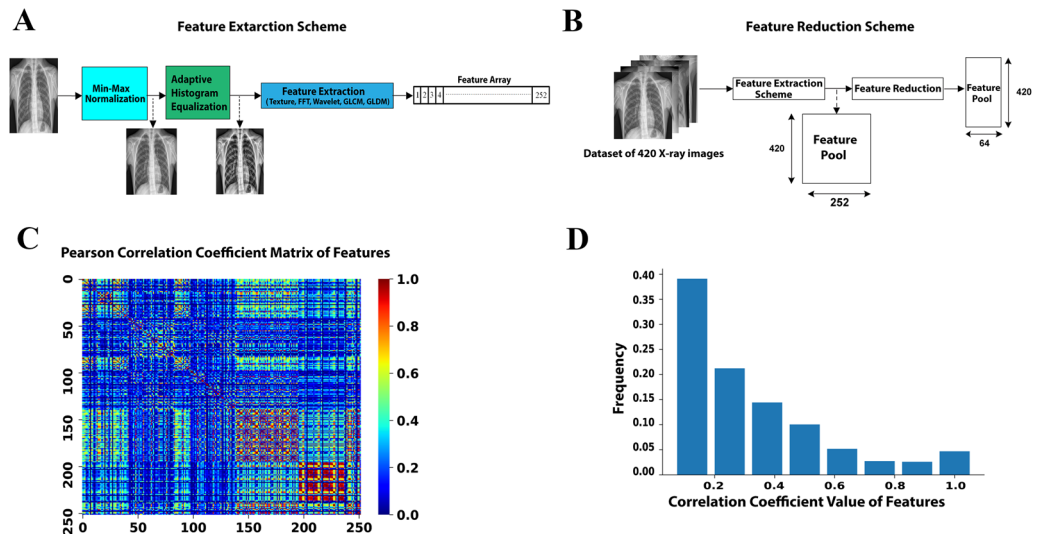 A
Feature Extarction Scheme
Min-Max
Normalization
Adaptive
Histogram
Equalization
Feature Extraction
(Texture, FFT, Wavelet, GLCM, GLDM)
Feature Array
1 2 3 4 252
B
Feature Reduction Scheme
Feature Extraction
Scheme
Feature Reduction
Feature
Pool
420
64
Dataset of 420 X-ray images
420
Feature
Pool
252
C
Pearson Correlation Coefficient Matrix of Features
0
50
100
150
200
250
0 50 100 150 200 250
1.0
0.8
0.6
0.4
0.2
0.0
D
Frequency
0.40
0.35
0.30
0.25
0.20
0.15
0.10
0.05
0.00
0.2 0.4 0.6 0.8 1.0
Correlation Coefficient Value of Features